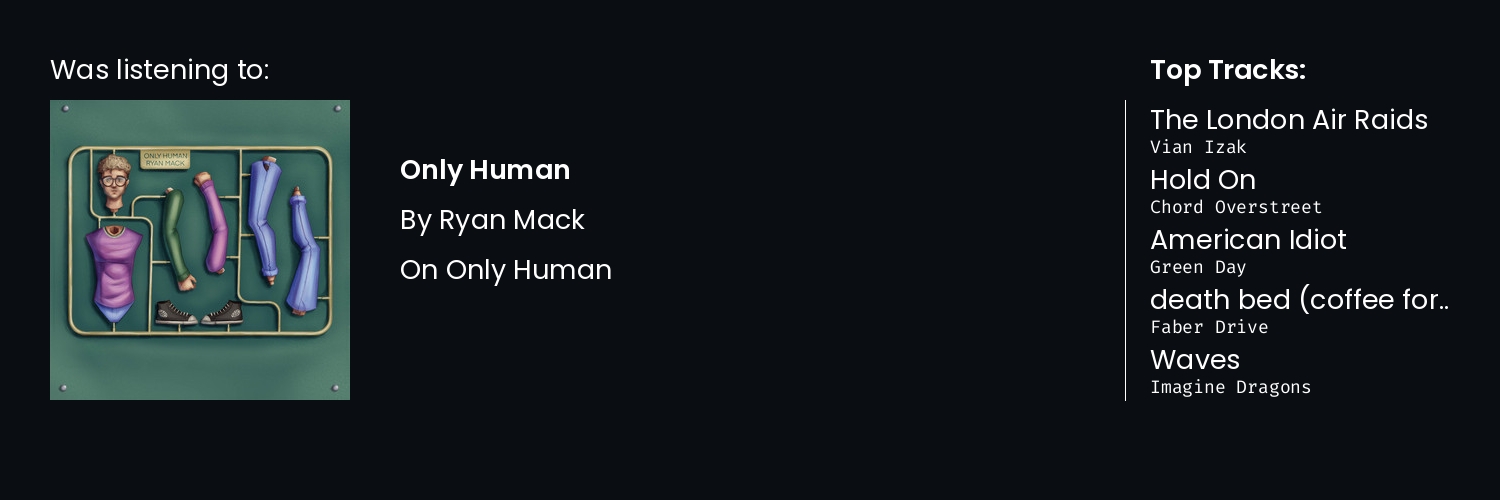 Was listening to:
ONLY HUMAN
RYAN MACK
Only Human
By Ryan Mack
On Only Human
Top Tracks:
The London Air Raids
Vian Izak
Hold On
Chord Overstreet
American Idiot
Green Day
death bed (coffee for..
Faber Drive
Waves
Imagine Dragons